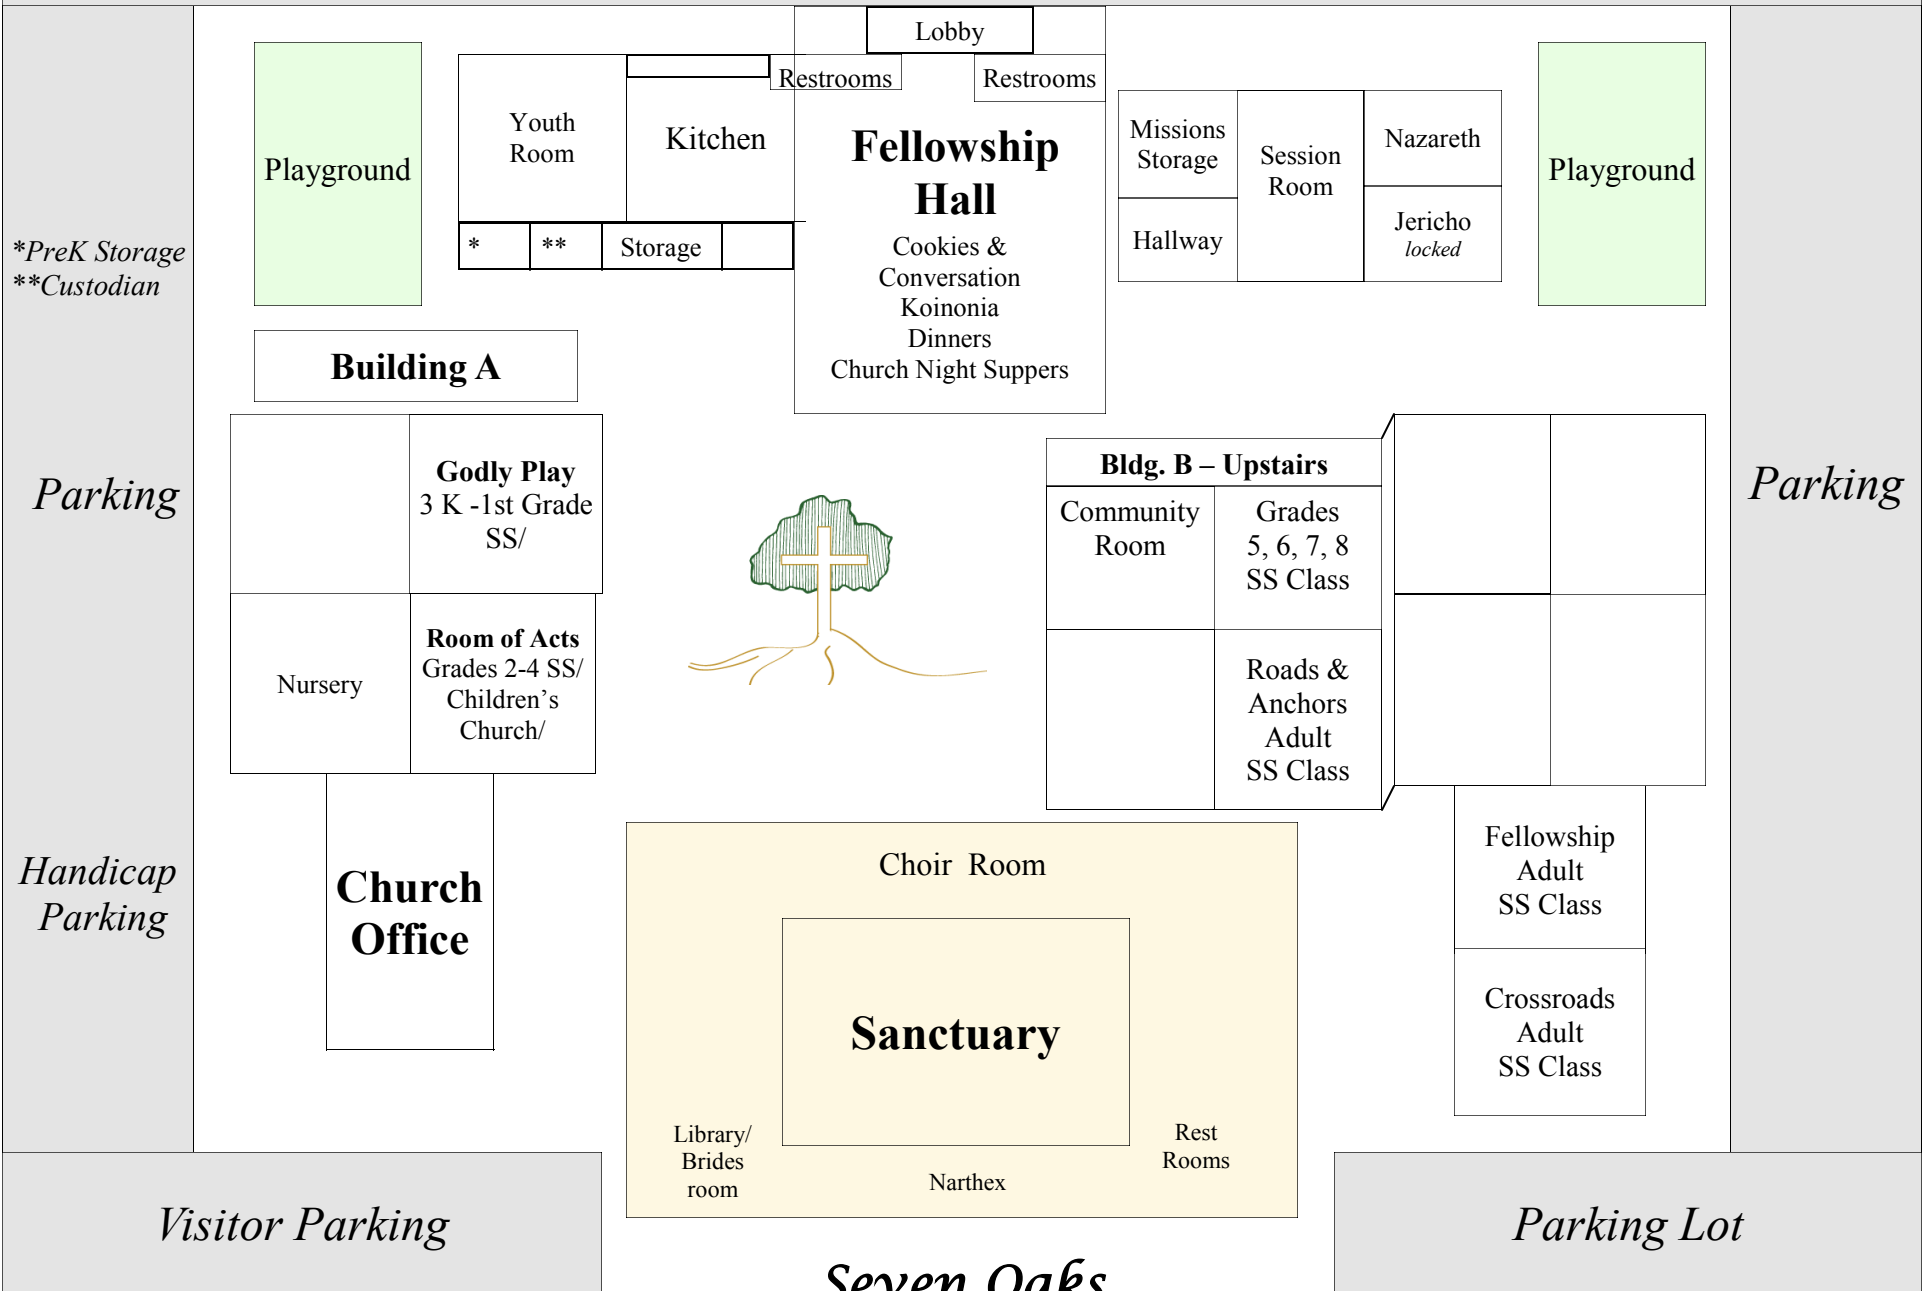 Lobby
Restrooms
Restrooms
Playground
Youth
Room
Kitchen
Fellowship
Hall
Cookies &
Conversation
Koinonia
Dinners
Church Night Suppers
Missions
Storage
Hallway
Session
Room
Nazareth
Jericho
locked
Playground
*PreK Storage
**Custodian
*
**
Storage
Building A
Parking
Godly Play
3 K -1st Grade
SS/
Nursery
Room of Acts
Grades 2-4 SS/
Children’s
Church/
Bldg. B – Upstairs
Community
Room
Grades
5, 6, 7, 8
SS Class
Roads &
Anchors
Adult
SS Class
Parking
Handicap
Parking
Church
Office
Choir Room
Sanctuary
Library/
Brides
room
Narthex
Rest
Rooms
Fellowship
Adult
SS Class
Crossroads
Adult
SS Class
Visitor Parking
Parking Lot
Seven Oaks